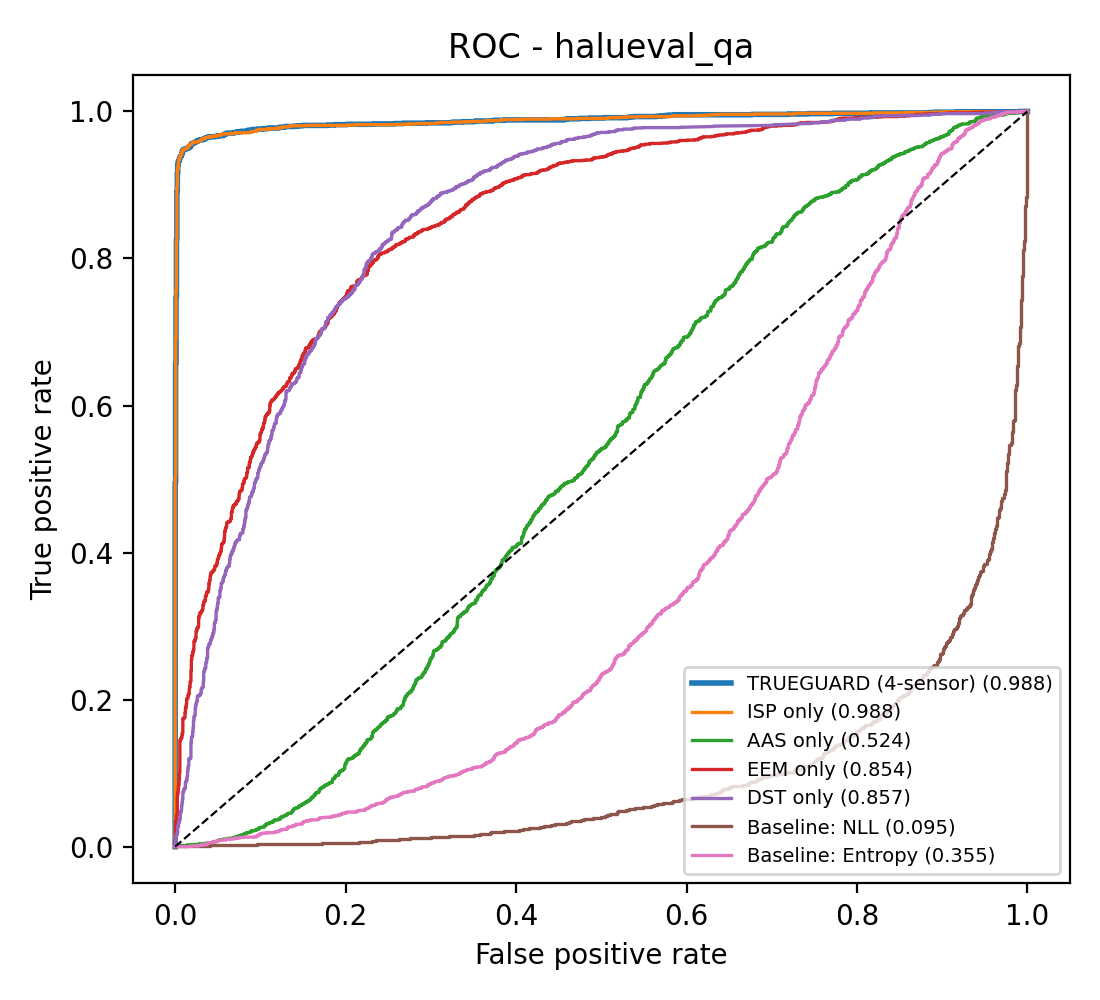 ROC - halueval_qa
1.0
0.8
0.6
0.4
0.2
0.0
True positive rate
TRUEGUARD (4-sensor) (0.988)
ISP only (0.988)
AAS only (0.524)
EEM only (0.854)
DST only (0.857)
Baseline: NLL (0.095)
Baseline: Entropy (0.355)
0.0 0.2 0.4 0.6 0.8 1.0
False positive rate